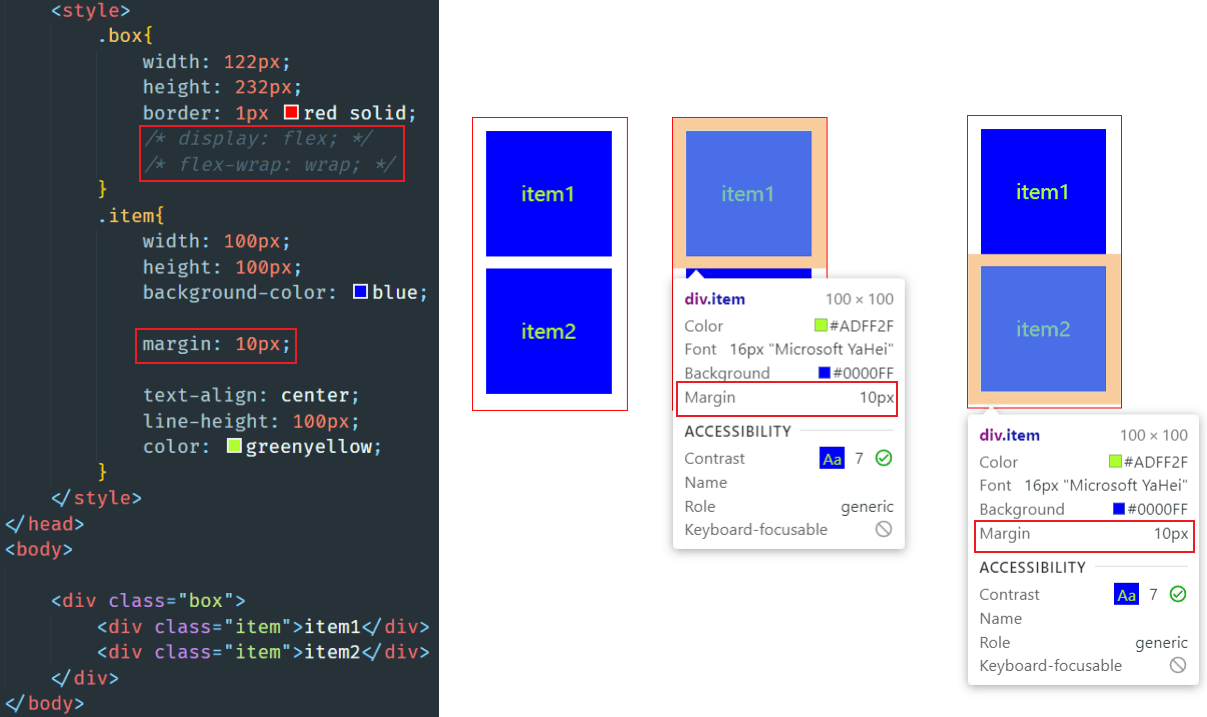 <style>
.box{
width: 122px;
height: 232px;
border: 1px red solid;
/* display: flex; */
/* flex-wrap: wrap; */
}
.item{
width: 100px;
height: 100px;
background-color: blue;
margin: 10px;
text-align: center;
line-height: 100px;
color: greenyellow;
}
</style>
</head>
<body>
<div class="box">
<div class="item">item1</div>
<div class="item">item2</div>
</div>
</body>
item1
item2
item1
div.item 100 × 100
Color #ADFF2F
Font 16px "Microsoft YaHei"
Background #0000FF
Margin 10px
ACCESSIBILITY
Contrast Aa 7
Name
Role generic
Keyboard-focusable
item1
item2
div.item 100 × 100
Color #ADFF2F
Font 16px "Microsoft YaHei"
Background #0000FF
Margin 10px
ACCESSIBILITY
Contrast Aa 7
Name
Role generic
Keyboard-focusable